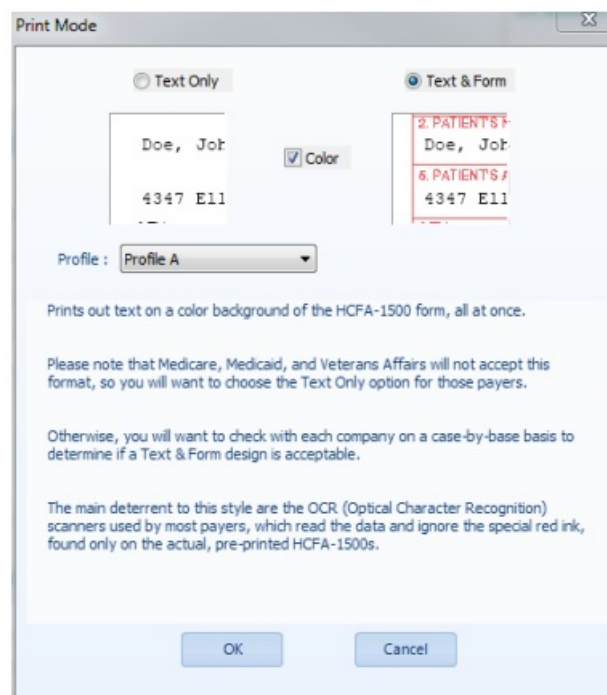 Print Mode
Text Only
Text & Form
Doe, Joh
4347 Ell
Color
2. PATIENT'S
Doe, Joh
5. PATIENT'S
4347 Ell
Profile :
Profile A
Prints out text on a color background of the HCFA-1500 form, all at once.
Please note that Medicare, Medicaid, and Veterans Affairs will not accept this
format, so you will want to choose the Text Only option for those payers.
Otherwise, you will want to check with each company on a case-by-base basis to
determine if a Text & Form design is acceptable.
The main deterrent to this style are the OCR (Optical Character Recognition)
scanners used by most payers, which read the data and ignore the special red ink,
found only on the actual, pre-printed HCFA-1500s.
OK
Cancel